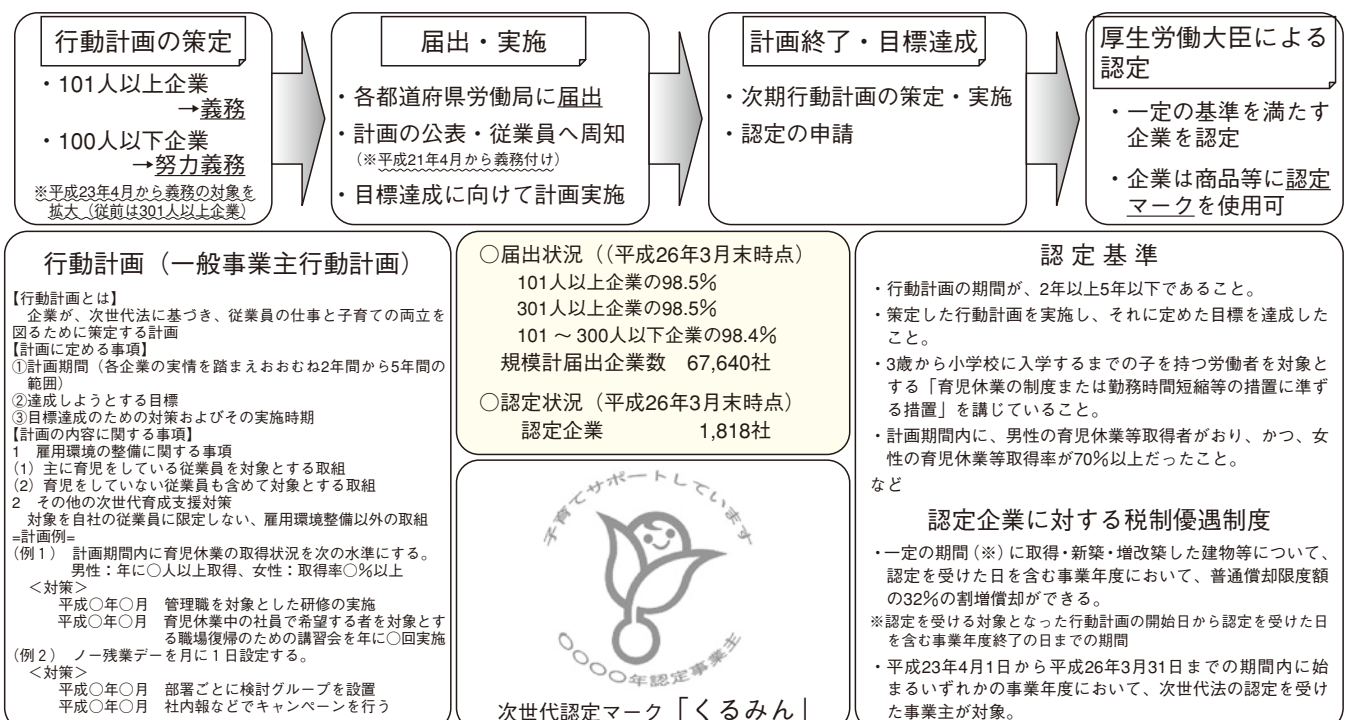 行動計画の策定
・101人以上企業
→義務
・100人以下企業
→努力義務
※平成23年4月から義務の対象を
拡大（従前は301人以上企業）
届出・実施
・各都道府県労働局に届出
・計画の公表・従業員へ周知
（※平成21年4月から義務付け）
・目標達成に向けて計画実施
計画終了・目標達成
・次期行動計画の策定・実施
・認定の申請
厚生労働大臣による
認定
・一定の基準を満たす
企業を認定
・企業は商品等に認定
マークを使用可
行動計画（一般事業主行動計画）
【行動計画とは】
企業が、次世代法に基づき、従業員の仕事と子育ての両立を
図るために策定する計画
【計画に定める事項】
①計画期間（各企業の実情を踏まえおおむね2年間から5年間の
範囲）
②達成しようとする目標
③目標達成のための対策およびその実施時期
【計画の内容に関する事項】
1　雇用環境の整備に関する事項
（1）主に育児をしている従業員を対象とする取組
（2）育児をしていない従業員も含めて対象とする取組
2　その他の次世代育成支援対策
対象を自社の従業員に限定しない、雇用環境整備以外の取組
=計画例=
（例１）　計画期間内に育児休業の取得状況を次の水準にする。
男性：年に○人以上取得、女性：取得率○％以上
＜対策＞
平成○年○月　管理職を対象とした研修の実施
平成○年○月　育児休業中の社員で希望する者を対象とす
る職場復帰のための講習会を年に○回実施
（例２）　ノー残業デーを月に１日設定する。
＜対策＞
平成○年○月　部署ごとに検討グループを設置
平成○年○月　社内報などでキャンペーンを行う
○届出状況（（平成26年3月末時点）
101人以上企業の98.5％
301人以上企業の98.5％
101 ～ 300人以下企業の98.4％
規模計届出企業数　67,640社
○認定状況（平成26年3月末時点）
認定企業　1,818社
子育てサポートしています
○○○○年認定事業主
次世代認定マーク「くるみん」
認 定 基 準
・行動計画の期間が、2年以上5年以下であること。
・策定した行動計画を実施し、それに定めた目標を達成した
こと。
・3歳から小学校に入学するまでの子を持つ労働者を対象と
する「育児休業の制度または勤務時間短縮等の措置に準ず
る措置」を講じていること。
・計画期間内に、男性の育児休業等取得者がおり、かつ、女
性の育児休業等取得率が70％以上だったこと。
など
認定企業に対する税制優遇制度
・一定の期間（※）に取得・新築・増改築した建物等について、
認定を受けた日を含む事業年度において、普通償却限度額
の32％の割増償却ができる。
※認定を受ける対象となった行動計画の開始日から認定を受けた日
を含む事業年度終了の日までの期間
・平成23年4月1日から平成26年3月31日までの期間内に始
まるいずれかの事業年度において、次世代法の認定を受け
た事業主が対象。